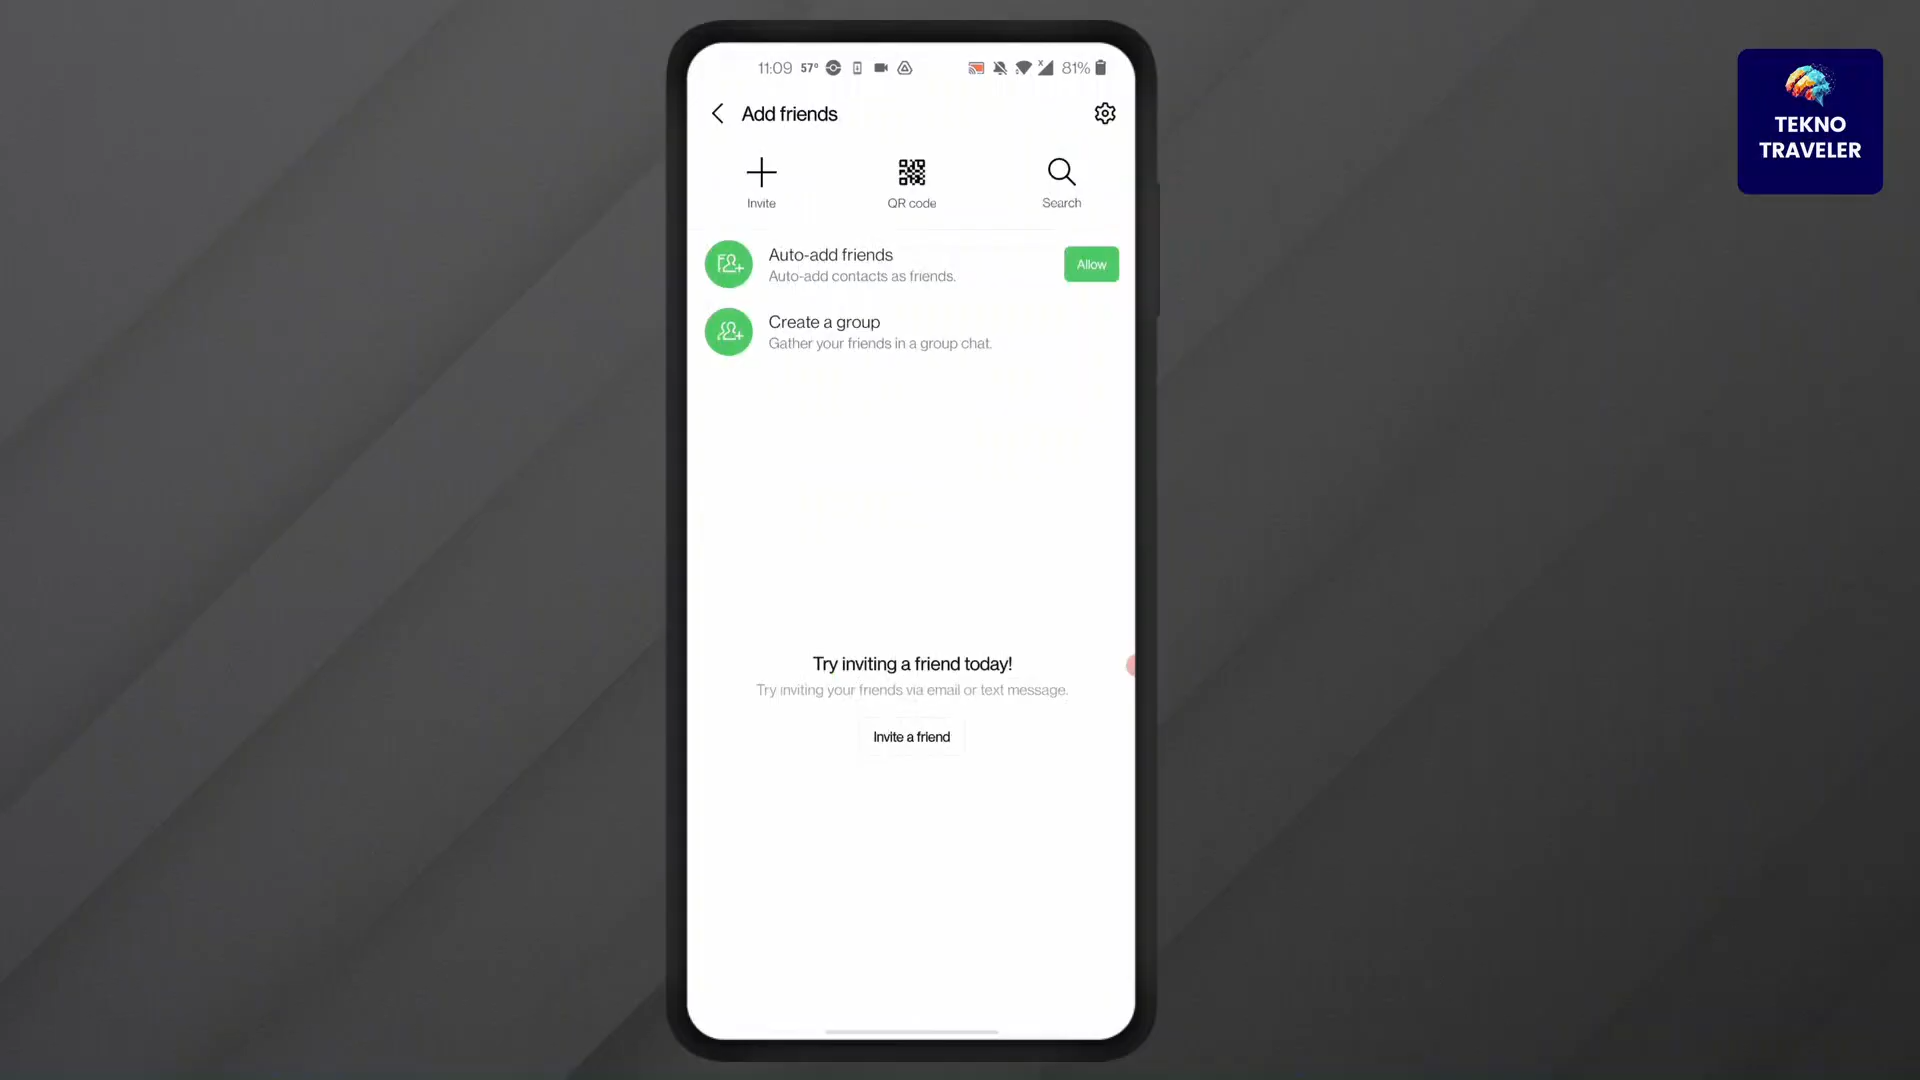 11:09 57° 81%
TEKNO
TRAVELER
Add friends
Invite
QR code
Search
Auto-add friends
Auto-add contacts as friends.
Allow
Create a group
Gather your friends in a group chat.
Try inviting a friend today!
Try inviting your friends via email or text message.
Invite a friend